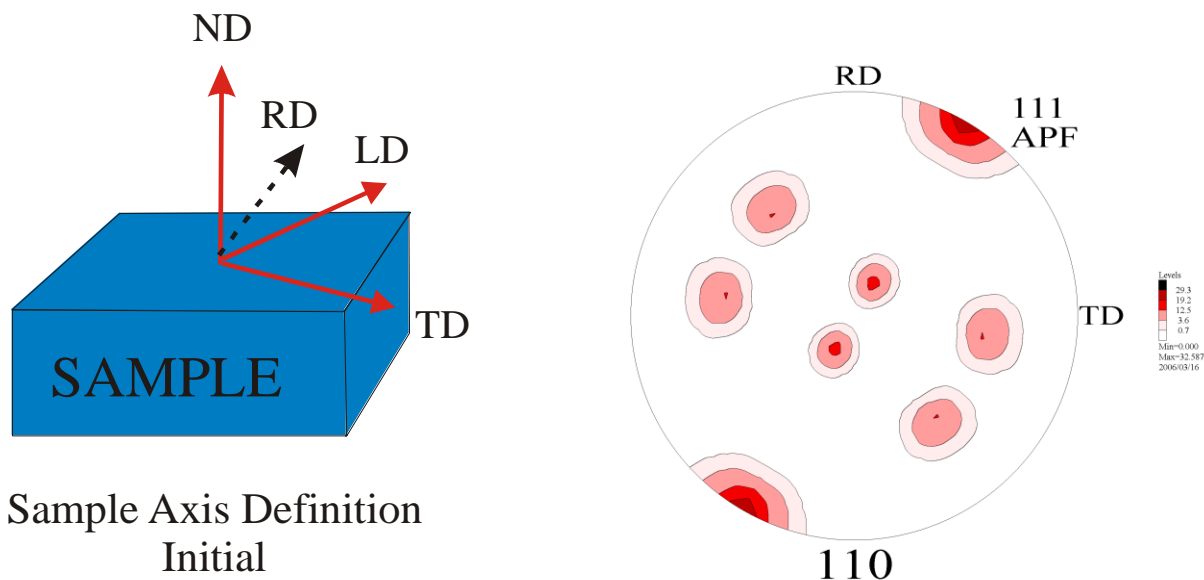 ND
RD
LD
TD
SAMPLE
Sample Axis Definition
Initial
RD
111
APF
TD
110
Levels
29.3
19.2
12.5
3.6
0.7
Min=0.000
Max=32.587
2006/03/16